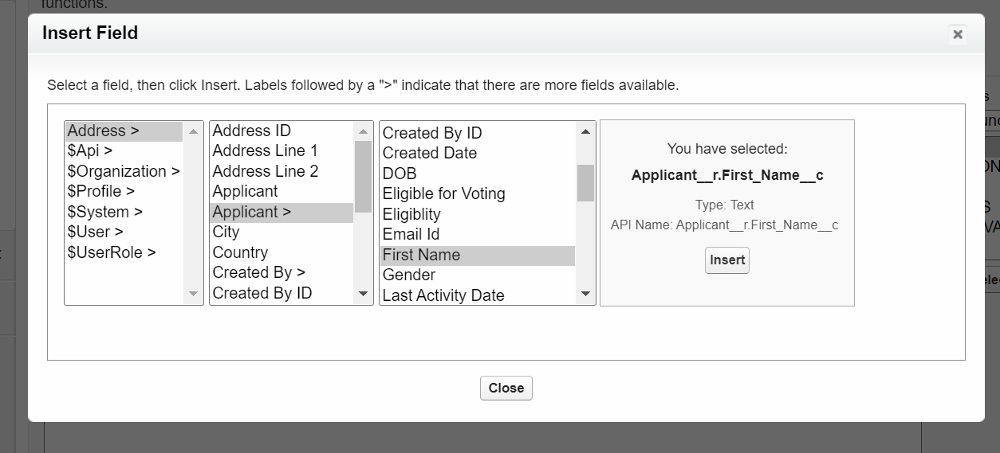 functions.
Insert Field
Select a field, then click Insert. Labels followed by a ">" indicate that there are more fields available.
Address >
$Api >
$Organization >
$Profile >
$System >
$User >
$UserRole >
Address ID
Address Line 1
Address Line 2
Applicant
Applicant >
City
Country
Created By >
Created By ID
Created By ID
Created Date
DOB
Eligible for Voting
Eligiblity
Email Id
First Name
Gender
Last Activity Date
You have selected:
Applicant__r.First_Name__c
Type: Text
API Name: Applicant__r.First_Name__c
Insert
Close